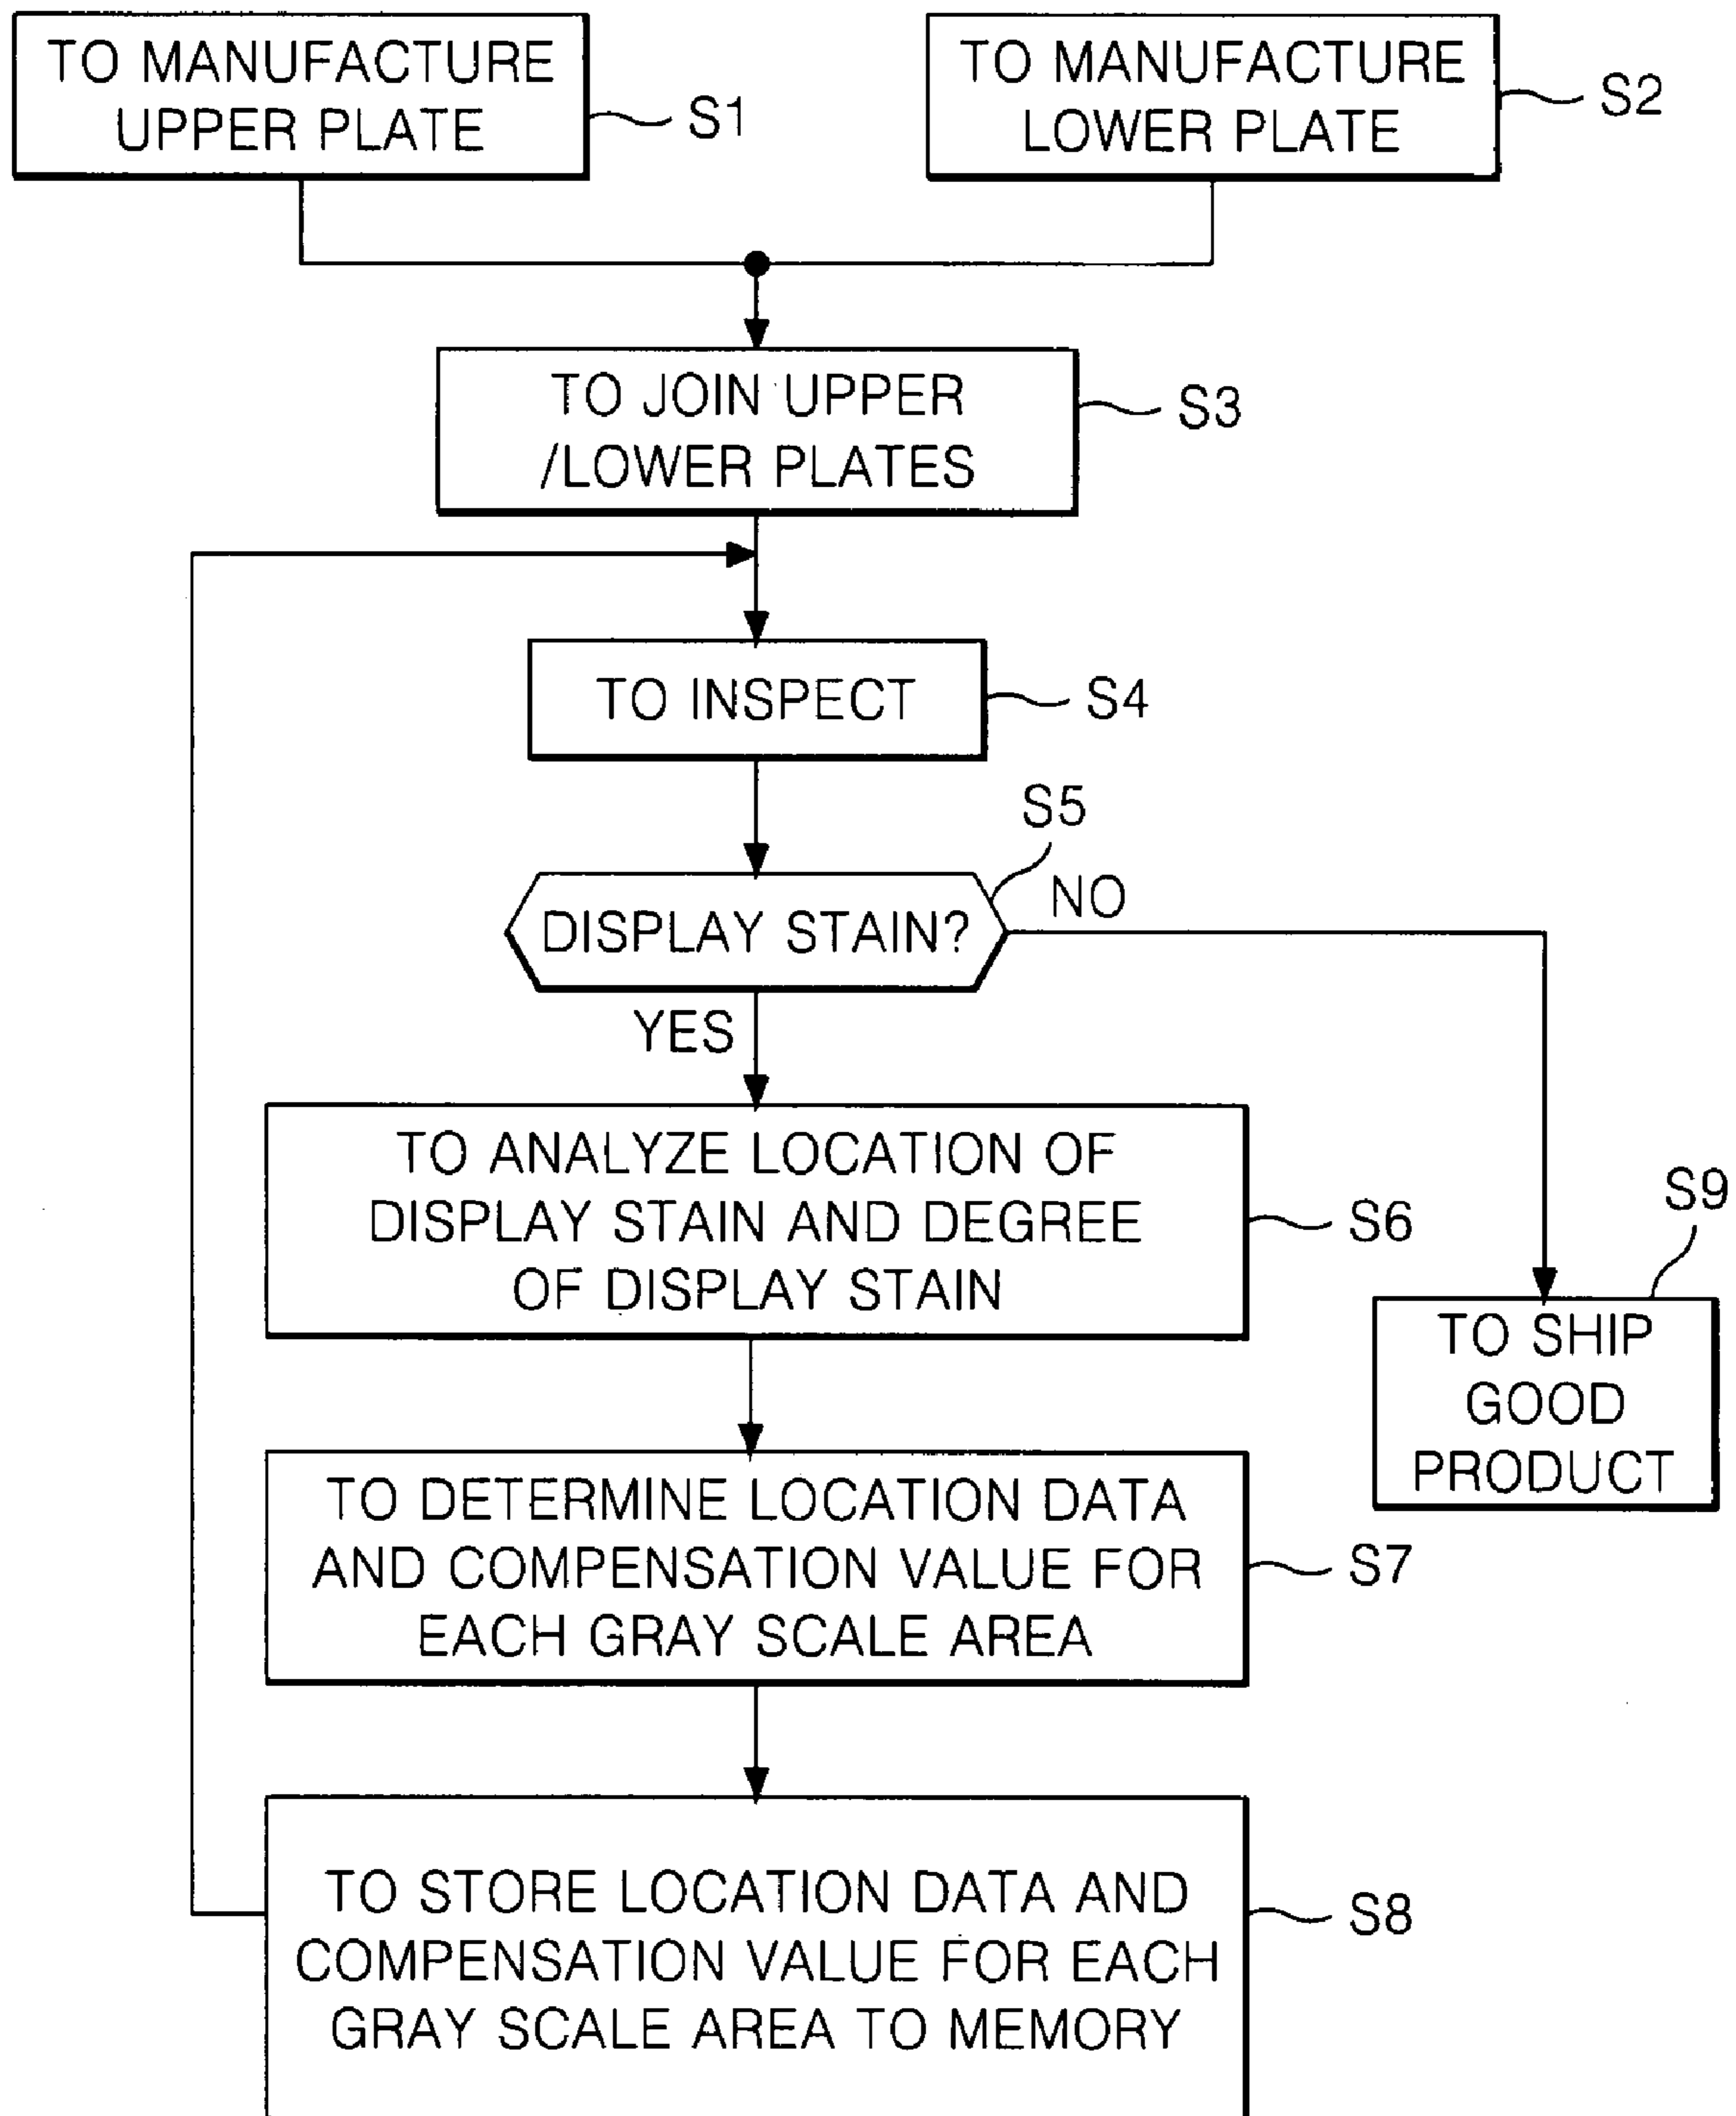 TO MANUFACTURE
UPPER PLATE
S1
TO MANUFACTURE
LOWER PLATE
S2
TO JOIN UPPER
/LOWER PLATES
S3
TO INSPECT
S4
S5
DISPLAY STAIN?
NO
YES
TO ANALYZE LOCATION OF
DISPLAY STAIN AND DEGREE
OF DISPLAY STAIN
S6
S9
TO SHIP
GOOD
PRODUCT
TO DETERMINE LOCATION DATA
AND COMPENSATION VALUE FOR
EACH GRAY SCALE AREA
S7
TO STORE LOCATION DATA AND
COMPENSATION VALUE FOR EACH
GRAY SCALE AREA TO MEMORY
S8